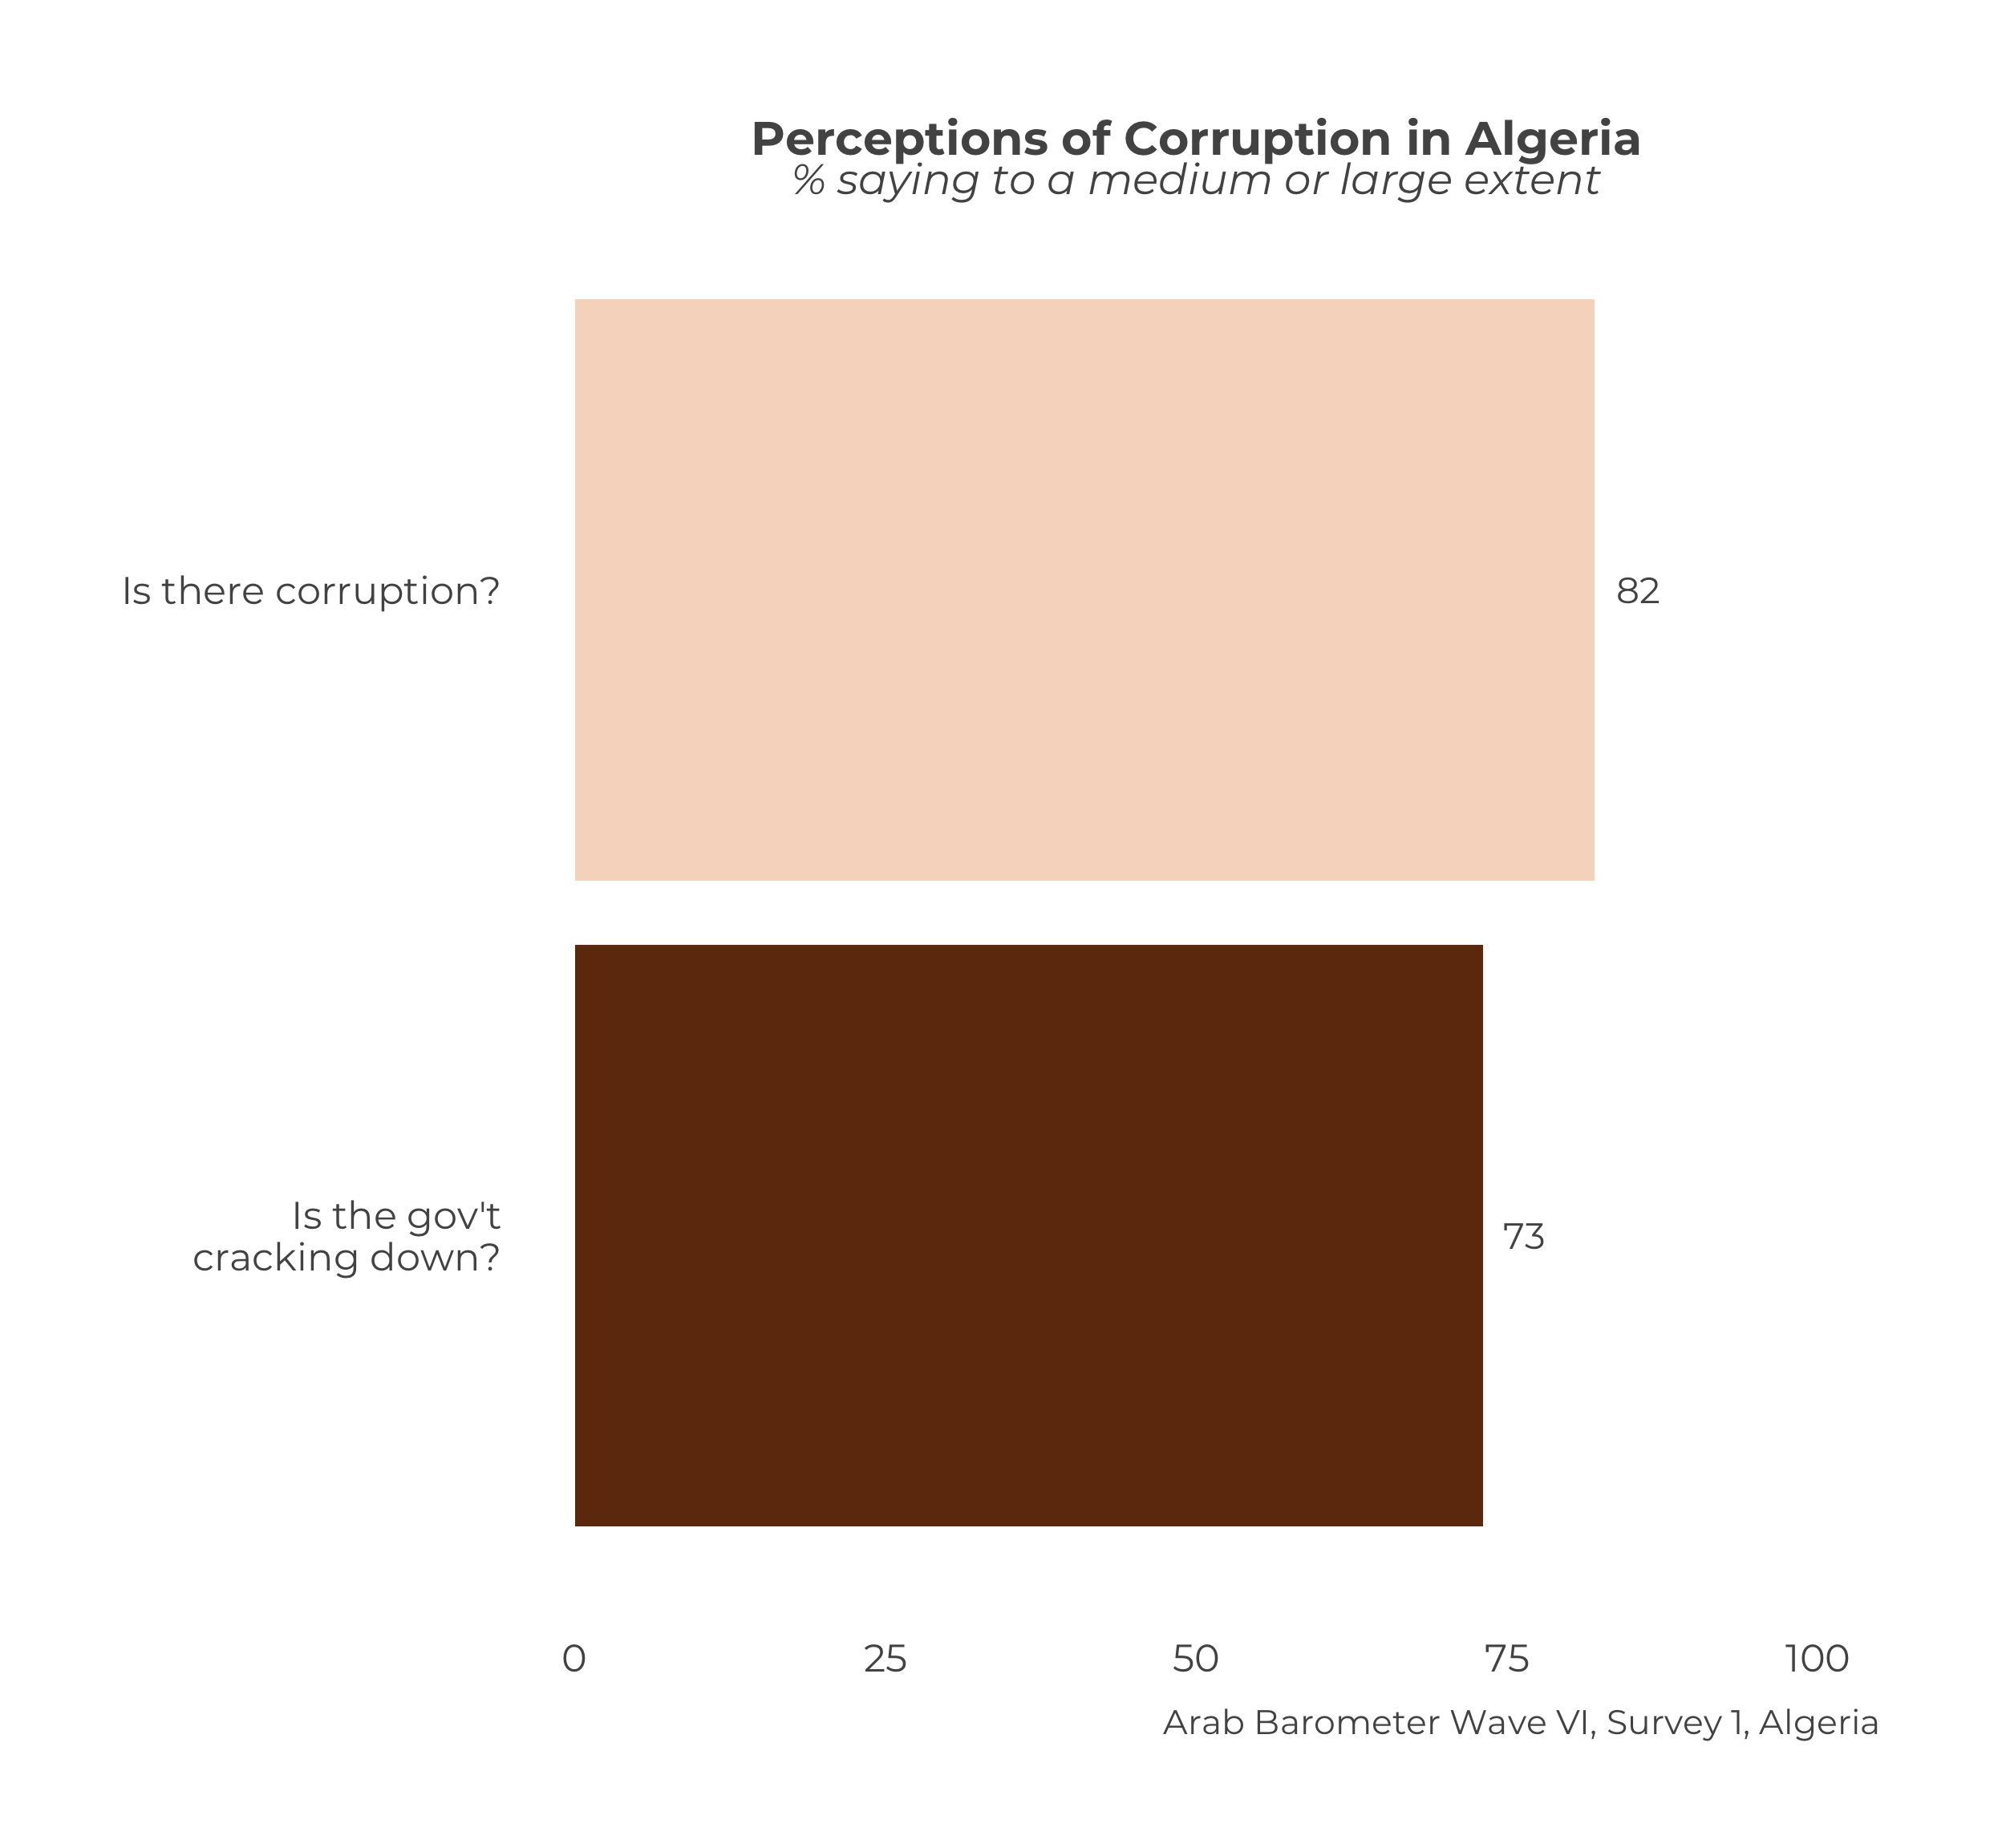 Perceptions of Corruption in Algeria
% saying to a medium or large extent
Is there corruption?
82
Is the gov't
cracking down?
73
0 25 50 75 100
Arab Barometer Wave VI, Survey 1, Algeria